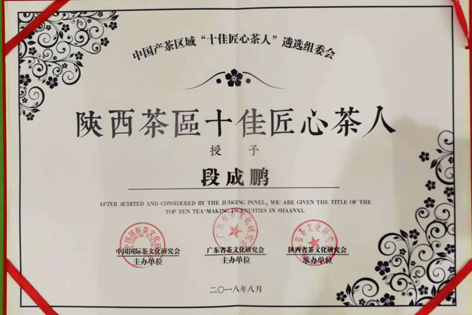 中国产茶区域“十佳匠心茶人”遴选组委会
陝西茶區十佳匠心茶人
授 予
段成鹏
AFTER AUDITED AND CONSIDERED BY THE JUDGING PANEL, YOU ARE GIVEN THE TITLE OF THE
TOP TEN TEA-MAKING INGENUITIES IN SHAANXI.
中国国际茶文化研究会 广东省茶文化研究会 陕西省茶文化研究会
主办单位 主办单位 承办单位
二〇一八年八月